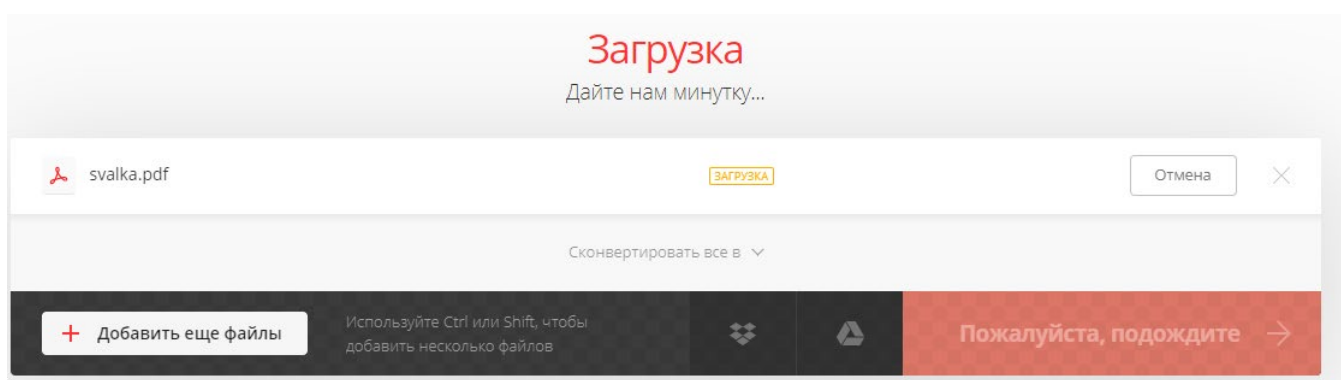 Загрузка
Дайте нам минутку...
svalka.pdf
ЗАГРУЗКА
Отмена
Сконвертировать все в
Добавить еще файлы
Используйте Ctrl или Shift, чтобы
добавить несколько файлов
Пожалуйста, подождите